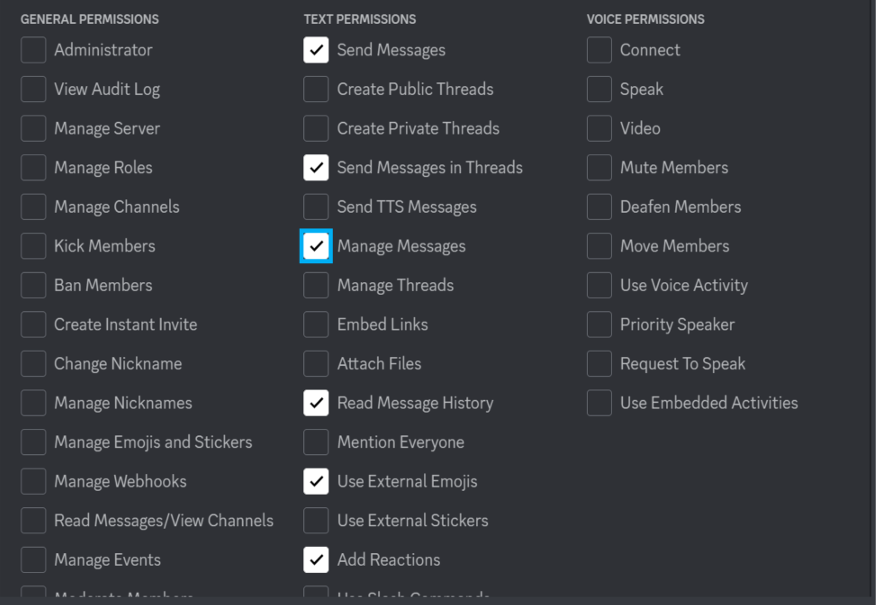 GENERAL PERMISSIONS
Administrator
View Audit Log
Manage Server
Manage Roles
Manage Channels
Kick Members
Ban Members
Create Instant Invite
Change Nickname
Manage Nicknames
Manage Emojis and Stickers
Manage Webhooks
Read Messages/View Channels
Manage Events
TEXT PERMISSIONS
Send Messages
Create Public Threads
Create Private Threads
Send Messages in Threads
Send TTS Messages
Manage Messages
Manage Threads
Embed Links
Attach Files
Read Message History
Mention Everyone
Use External Emojis
Use External Stickers
Add Reactions
VOICE PERMISSIONS
Connect
Speak
Video
Mute Members
Deafen Members
Move Members
Use Voice Activity
Priority Speaker
Request To Speak
Use Embedded Activities